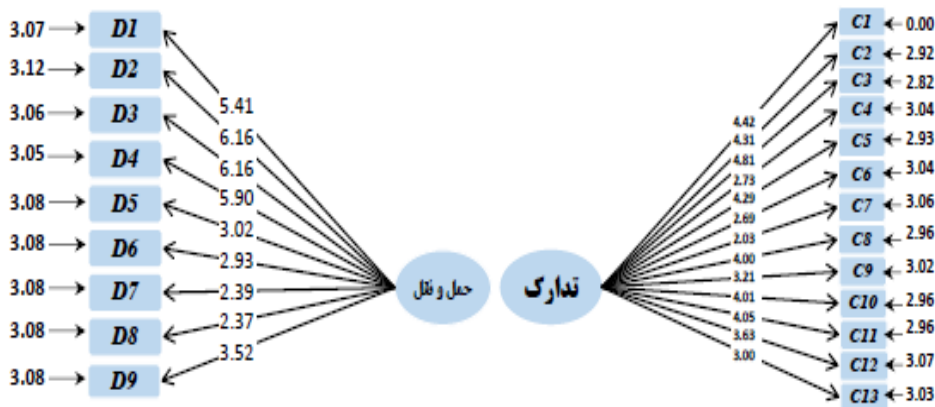 3.07 D1
3.12 D2
3.06 D3
3.05 D4
3.08 D5
3.08 D6
3.08 D7
3.08 D8
3.08 D9
5.41
6.16
6.16
5.90
3.02
2.93
2.39
2.37
3.52
حمل و نقل
تدارک
4.42
4.31
4.81
2.73
4.29
2.69
2.03
4.00
3.21
4.01
4.05
3.63
3.00
C1 0.00
C2 2.92
C3 2.82
C4 3.04
C5 2.93
C6 3.04
C7 3.06
C8 2.96
C9 3.02
C10 2.96
C11 2.96
C12 3.07
C13 3.03